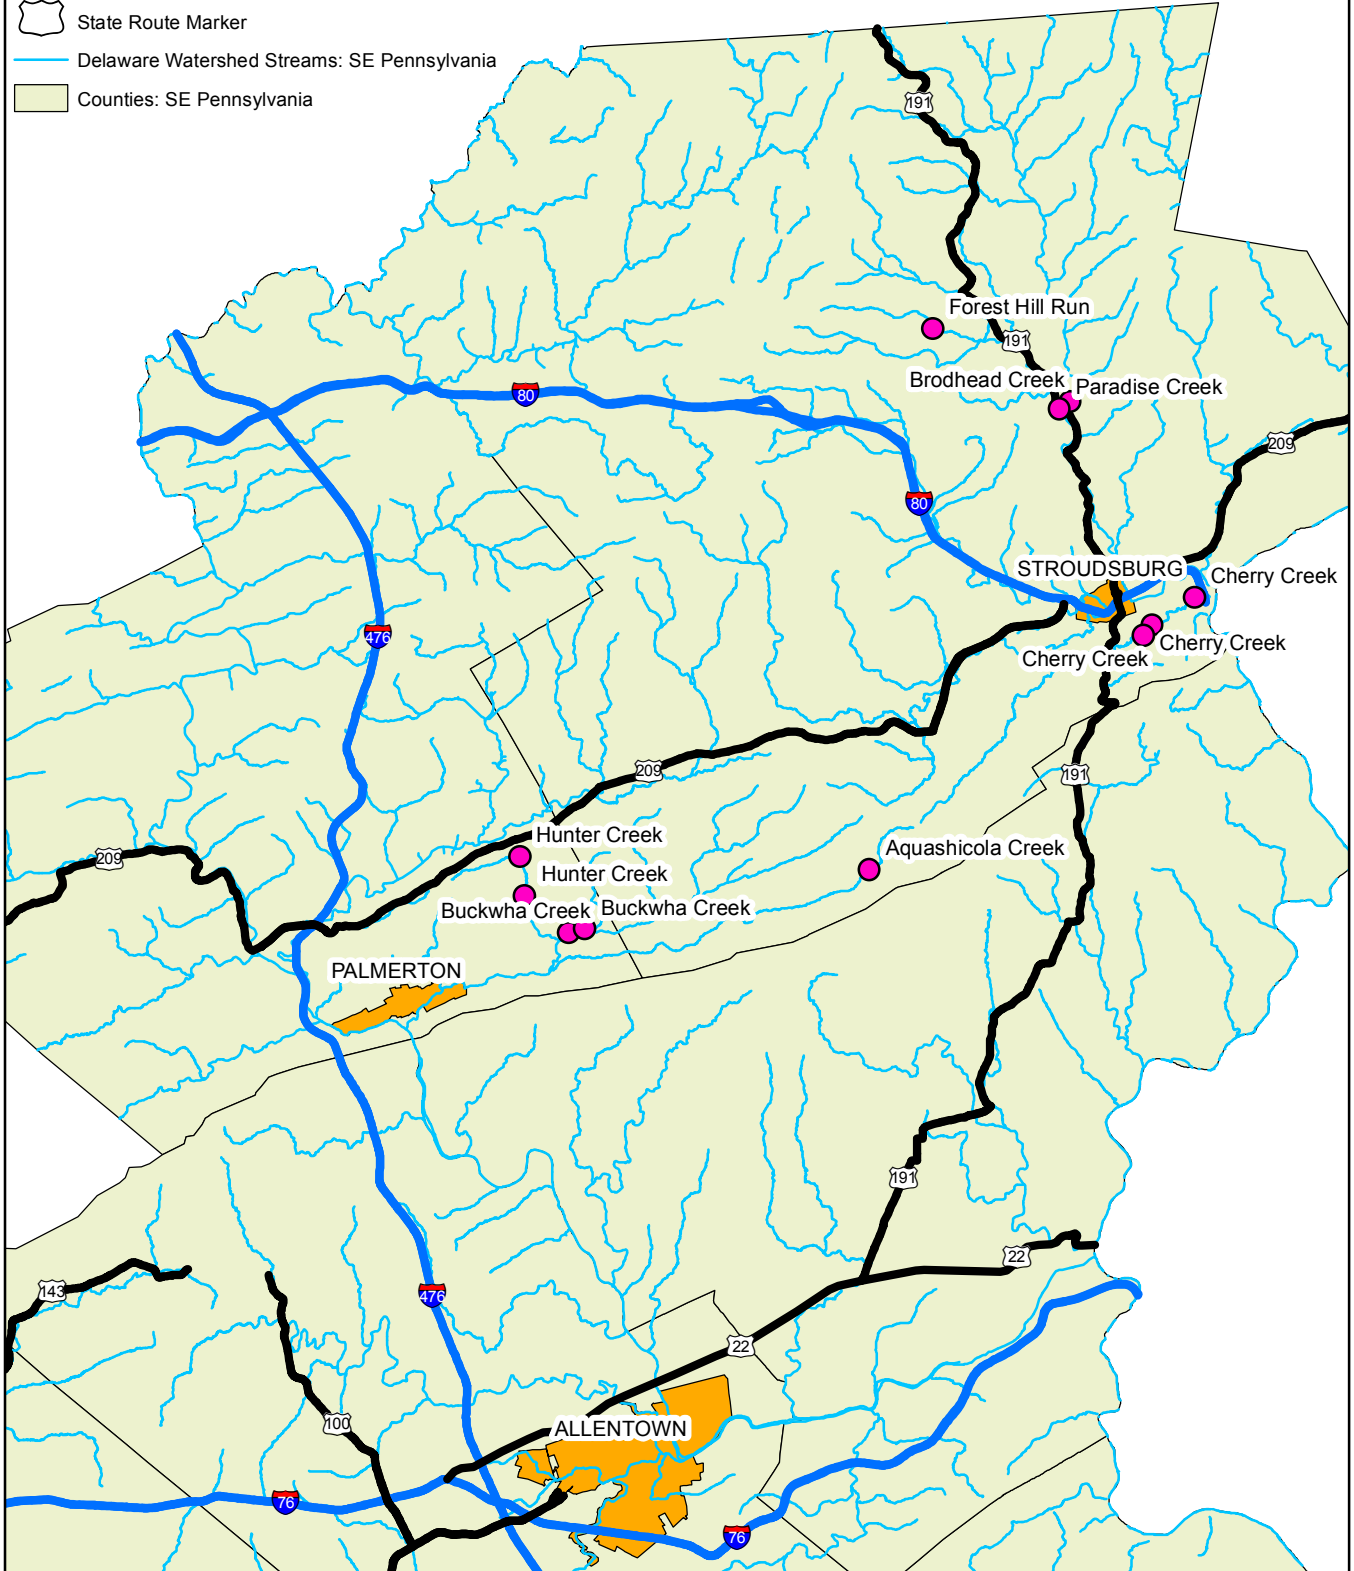 State Route Marker
Delaware Watershed Streams: SE Pennsylvania
Counties: SE Pennsylvania
191
Forest Hill Run
191
Brodhead Creek
Paradise Creek
80
209
80
STROUDSBURG
Cherry Creek
476
Cherry Creek
Cherry Creek
209
191
Hunter Creek
Aquashicola Creek
209
Hunter Creek
Buckwha Creek
Buckwha Creek
PALMERTON
191
22
143
476
22
100
ALLENTOWN
76
76